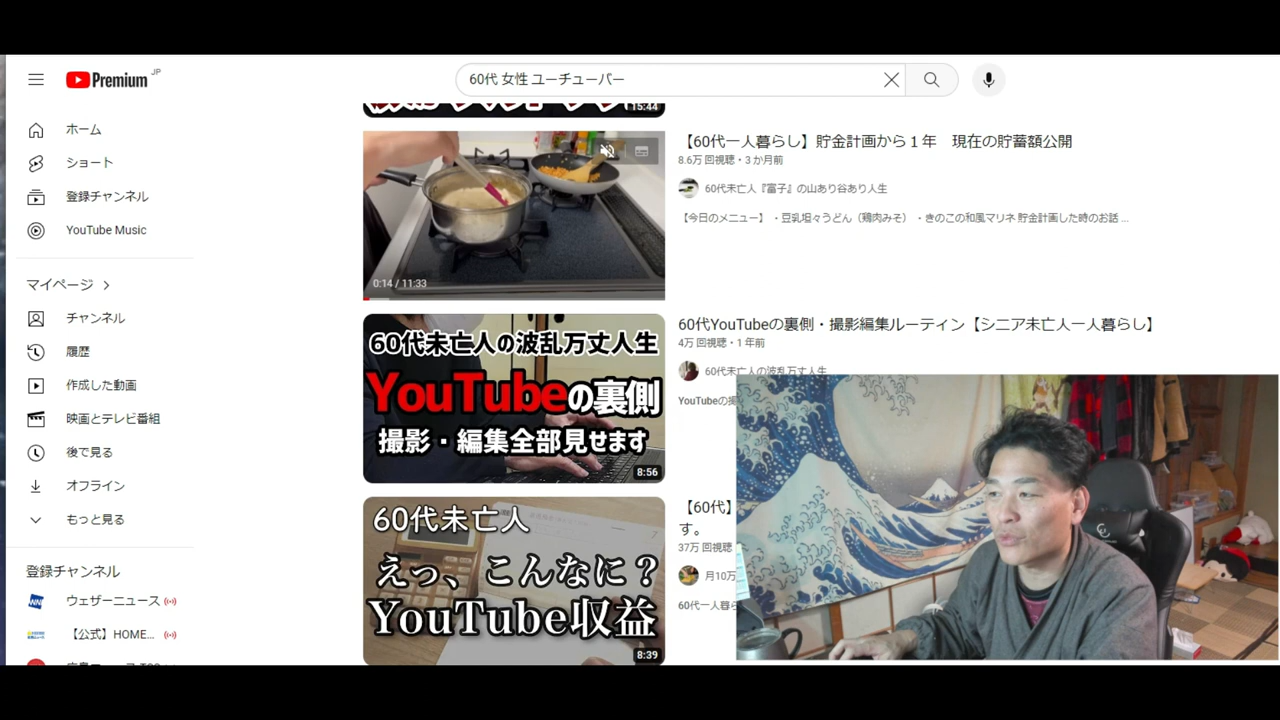 Premium JP
60代 女性 ユーチューバー
ホーム
ショート
登録チャンネル
YouTube Music
マイページ
チャンネル
履歴
作成した動画
映画とテレビ番組
後で見る
オフライン
もっと見る
登録チャンネル
ウェザーニュース
【公式】HOME...
15:44
0:14 / 11:33
【60代一人暮らし】貯金計画から１年　現在の貯蓄額公開
8.6万 回視聴・3 か月前
60代未亡人『富子』の山あり谷あり人生
【今日のメニュー】 ・豆乳坦々うどん（鶏肉みそ） ・きのこの和風マリネ 貯金計画した時のお話 ...
60代未亡人の波乱万丈人生
YouTubeの裏側
撮影・編集全部見せます
8:56
60代YouTubeの裏側・撮影編集ルーティン【シニア未亡人一人暮らし】
4万 回視聴・1 年前
60代未亡人の波乱万丈人生
YouTubeの
60代未亡人
えっ、こんなに？
YouTube収益
8:39
【60代】
す。
37万 回視聴
月10万
60代一人暮